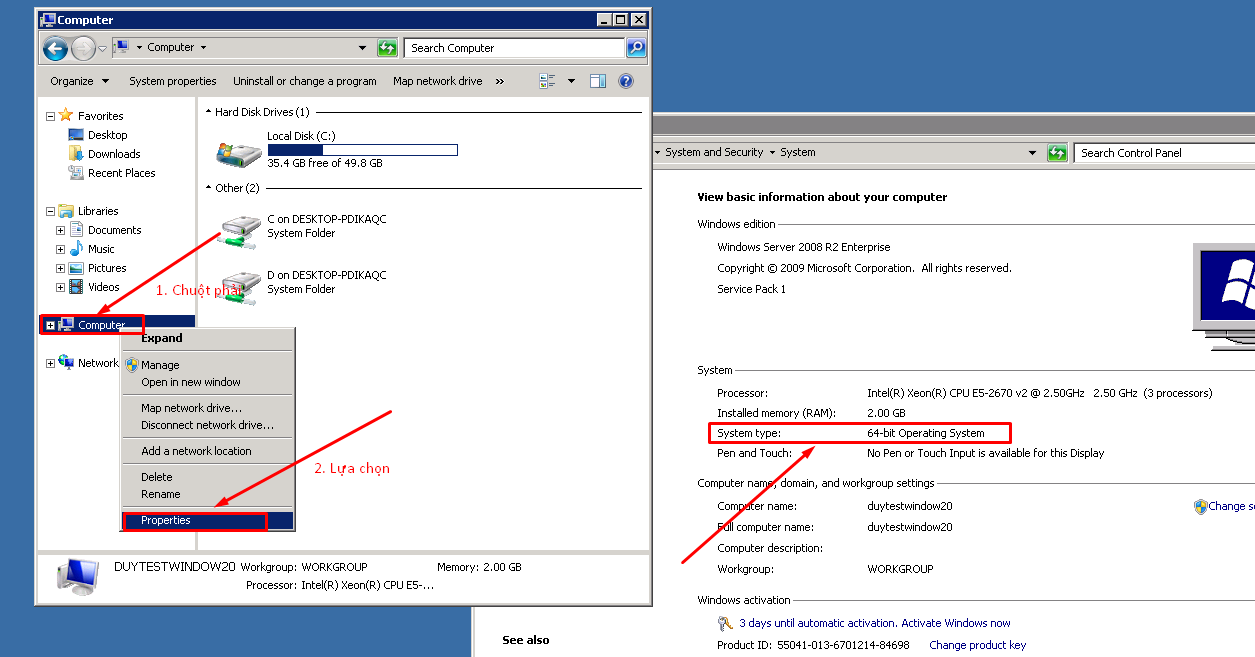 Computer
Computer
Search Computer
Organize System properties Uninstall or change a program Map network drive »
Favorites
Desktop
Downloads
Recent Places
Libraries
Documents
Music
Pictures
Videos
Computer
Network
Hard Disk Drives (1)
Local Disk (C:)
35.4 GB free of 49.8 GB
Other (2)
C on DESKTOP-PDIKAQC
System Folder
D on DESKTOP-PDIKAQC
System Folder
1. Chuột phải
Expand
Manage
Open in new window
Map network drive...
Disconnect network drive...
Add a network location
Delete
Rename
Properties
2. Lựa chọn
DUYTESTWINDOW20 Workgroup: WORKGROUP Memory: 2.00 GB
Processor: Intel(R) Xeon(R) CPU E5-...
System and Security System
Search Control Panel
View basic information about your computer
Windows edition
Windows Server 2008 R2 Enterprise
Copyright © 2009 Microsoft Corporation. All rights reserved.
Service Pack 1
System
Processor: Intel(R) Xeon(R) CPU E5-2670 v2 @ 2.50GHz 2.50 GHz (3 processors)
Installed memory (RAM): 2.00 GB
System type: 64-bit Operating System
Pen and Touch: No Pen or Touch Input is available for this Display
Computer name, domain, and workgroup settings
Computer name: duytestwindow20
Change se
Full computer name: duytestwindow20
Computer description:
Workgroup: WORKGROUP
Windows activation
3 days until automatic activation. Activate Windows now
Product ID: 55041-013-6701214-84698 Change product key
See also